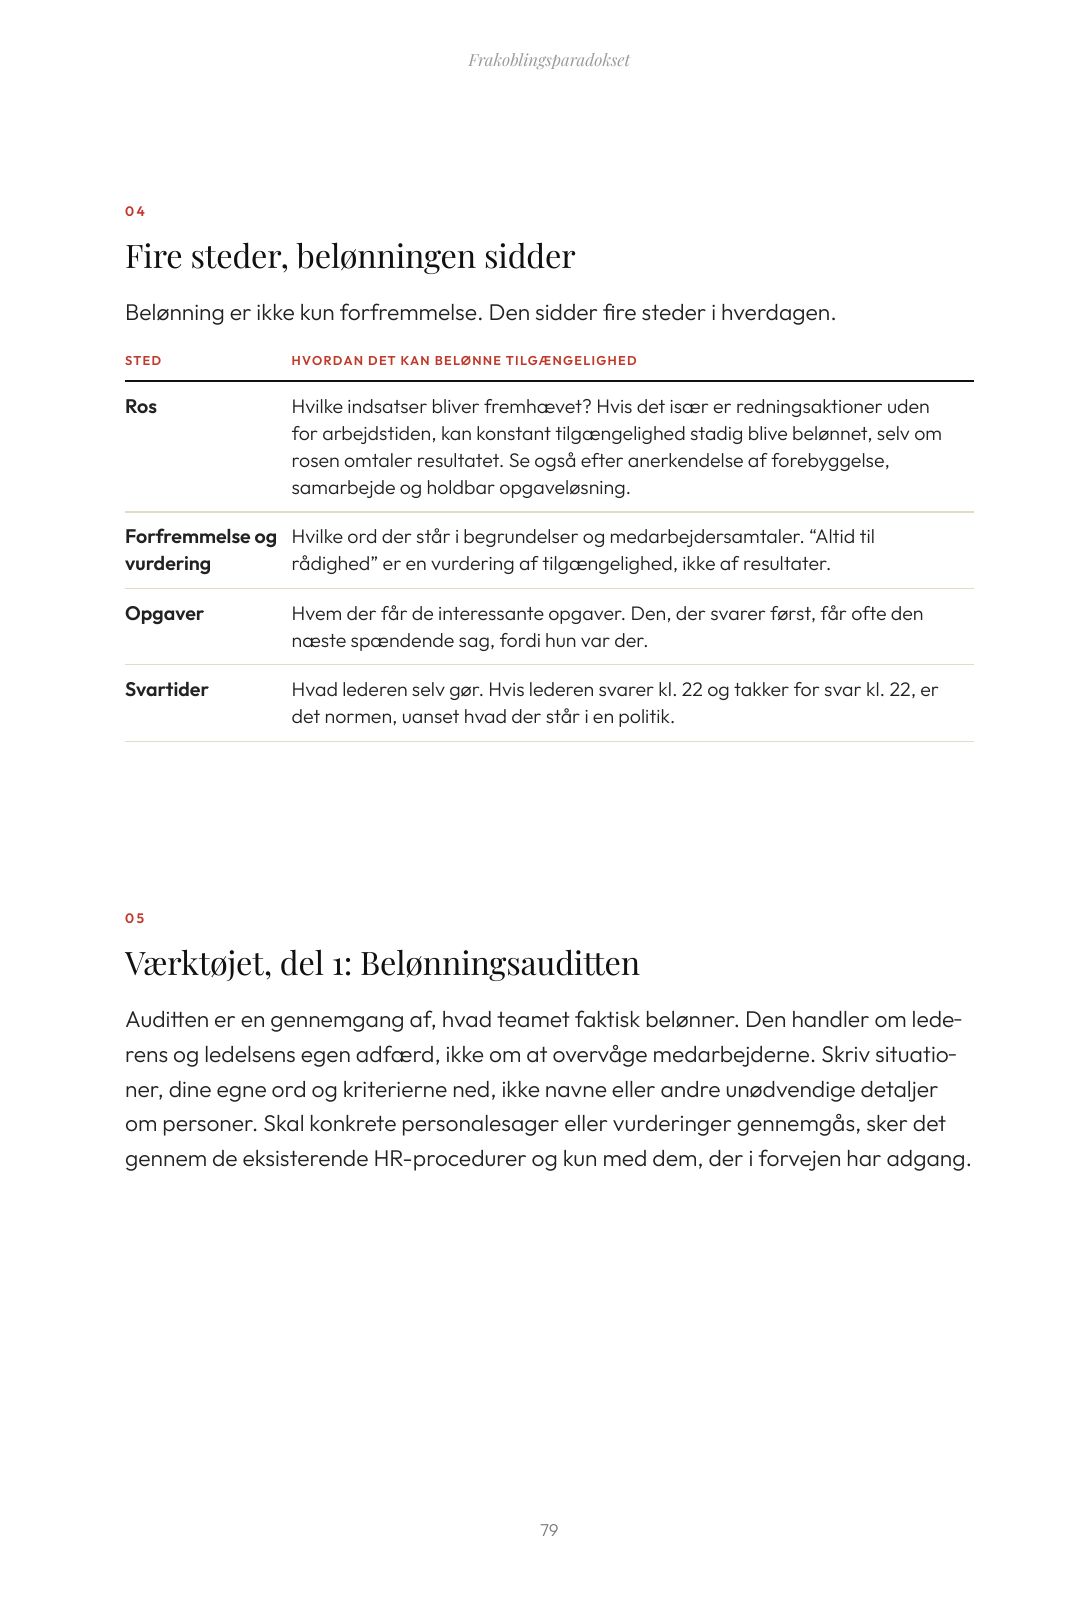 Frakoblingsparadokset
04
Fire steder, belønningen sidder
Belønning er ikke kun forfremmelse. Den sidder fire steder i hverdagen.
STED HVORDAN DET KAN BELØNNE TILGÆNGELIGHED
Ros Hvilke indsatser bliver fremhævet? Hvis det især er redningsaktioner uden
for arbejdstiden, kan konstant tilgængelighed stadig blive belønnet, selv om
rosen omtaler resultatet. Se også efter anerkendelse af forebyggelse,
samarbejde og holdbar opgaveløsning.
Forfremmelse og Hvilke ord der står i begrundelser og medarbejdersamtaler. “Altid til
vurdering rådighed” er en vurdering af tilgængelighed, ikke af resultater.
Opgaver Hvem der får de interessante opgaver. Den, der svarer først, får ofte den
næste spændende sag, fordi hun var der.
Svartider Hvad lederen selv gør. Hvis lederen svarer kl. 22 og takker for svar kl. 22, er
det normen, uanset hvad der står i en politik.
05
Værktøjet, del 1: Belønningsauditten
Auditten er en gennemgang af, hvad teamet faktisk belønner. Den handler om lede-
rens og ledelsens egen adfærd, ikke om at overvåge medarbejderne. Skriv situatio-
ner, dine egne ord og kriterierne ned, ikke navne eller andre unødvendige detaljer
om personer. Skal konkrete personalesager eller vurderinger gennemgås, sker det
gennem de eksisterende HR-procedurer og kun med dem, der i forvejen har adgang.
79